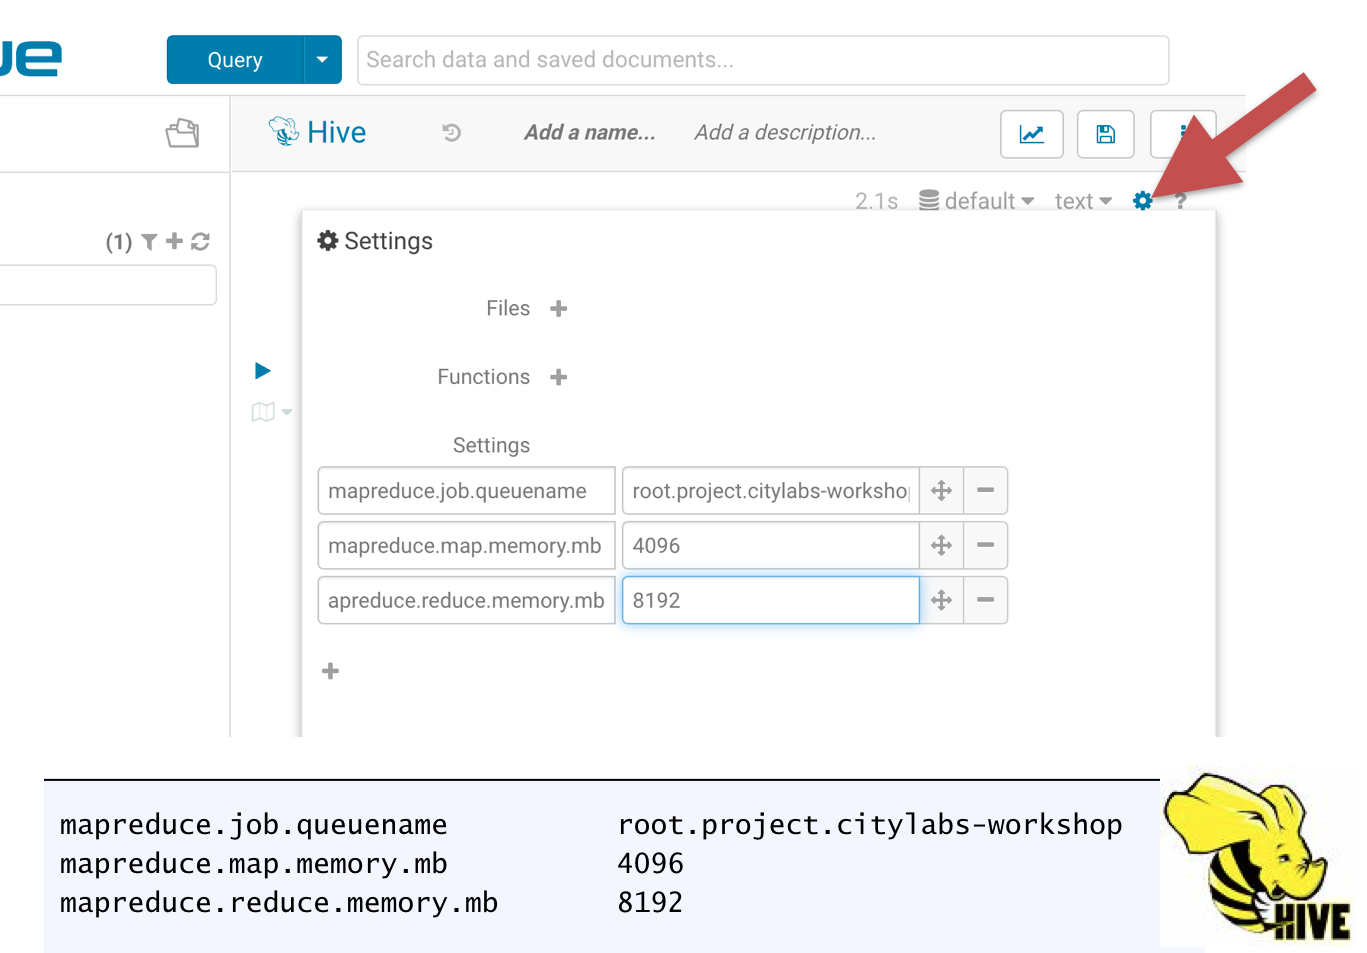 ue
Query
Search data and saved documents...
Hive
Add a name...
Add a description...
2.1s default text ?
(1)
Settings
Files
Functions
Settings
mapreduce.job.queuename root.project.citylabs-workshop
mapreduce.map.memory.mb 4096
apreduce.reduce.memory.mb 8192
mapreduce.job.queuename root.project.citylabs-workshop
mapreduce.map.memory.mb 4096
mapreduce.reduce.memory.mb 8192
HIVE